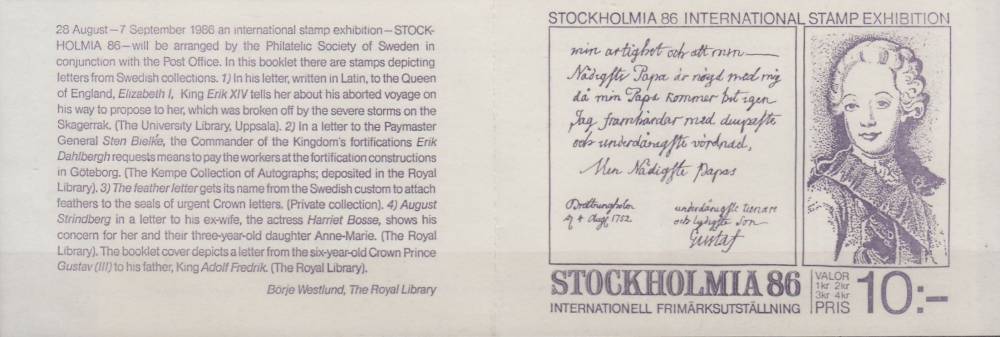 28 August–7 September 1986 an international stamp exhibition–STOCK-
HOLMIA 86–will be arranged by the Philatelic Society of Sweden in
conjunction with the Post Office. In this booklet there are stamps depicting
letters from Swedish collections. 1) In his letter, written in Latin, to the Queen
of England, Elizabeth I, King Erik XIV tells her about his aborted voyage on
his way to propose to her, which was broken off by the severe storms on the
Skagerrak. (The University Library, Uppsala). 2) In a letter to the Paymaster
General Sten Bielke, the Commander of the Kingdom's fortifications Erik
Dahlbergh requests means to pay the workers at the fortification constructions
in Göteborg. (The Kempe Collection of Autographs; deposited in the Royal
Library). 3) The feather letter gets its name from the Swedish custom to attach
feathers to the seals of urgent Crown letters. (Private collection). 4) August
Strindberg in a letter to his ex-wife, the actress Harriet Bosse, shows his
concern for her and their three-year-old daughter Anne-Marie. (The Royal
Library). The booklet cover depicts a letter from the six-year-old Crown Prince
Gustav (III) to his father, King Adolf Fredrik. (The Royal Library).
Börje Westlund, The Royal Library
STOCKHOLMIA 86 INTERNATIONAL STAMP EXHIBITION
min artighet och att min
Nådigste Papa är nögd med mig
då min Papa kommer hit igen
Jag framhärdar med diupeste
och underdångste vördnad,
Min Nådigste Papas
Drottningholm
d. 4 Aug. 1752.
underdångste tienare
och lydigste son
Gustaf
STOCKHOLMIA 86
INTERNATIONELL FRIMÄRKSUTSTÄLLNING
VALÖR
1 kr 2 kr
3 kr 4 kr
PRIS
10:-